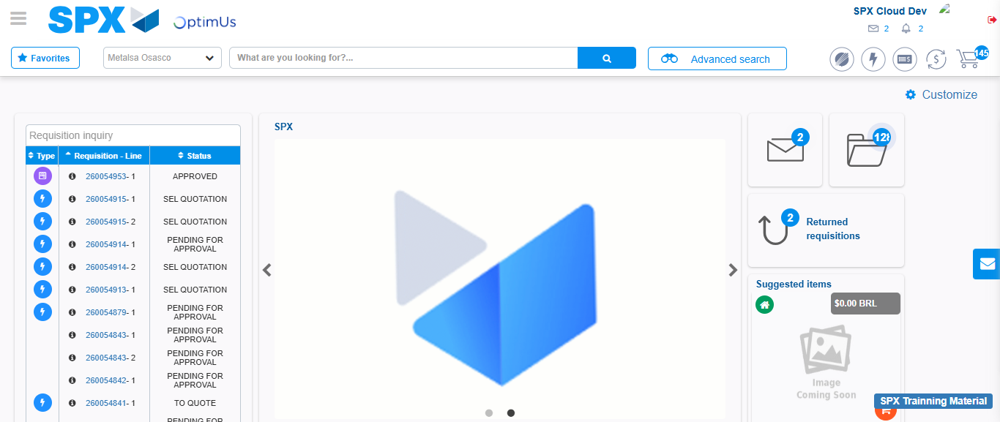 SPX
OptimUs
SPX Cloud Dev
2
2
Favorites
Metalsa Osasco
What are you looking for?...
Advanced search
$
145
Customize
Requisition inquiry
Type
Requisition - Line
Status
260054953- 1
APPROVED
260054915- 1
SEL QUOTATION
260054915- 2
SEL QUOTATION
260054914- 1
PENDING FOR
APPROVAL
260054914- 2
SEL QUOTATION
260054913- 1
SEL QUOTATION
260054879- 1
PENDING FOR
APPROVAL
260054843- 1
PENDING FOR
APPROVAL
260054843- 2
PENDING FOR
APPROVAL
260054842- 1
PENDING FOR
APPROVAL
260054841- 1
TO QUOTE
PENDING FOR
SPX
2
2
Returned
requisitions
Suggested items
$0.00 BRL
Image
Coming Soon
SPX Trainning Material